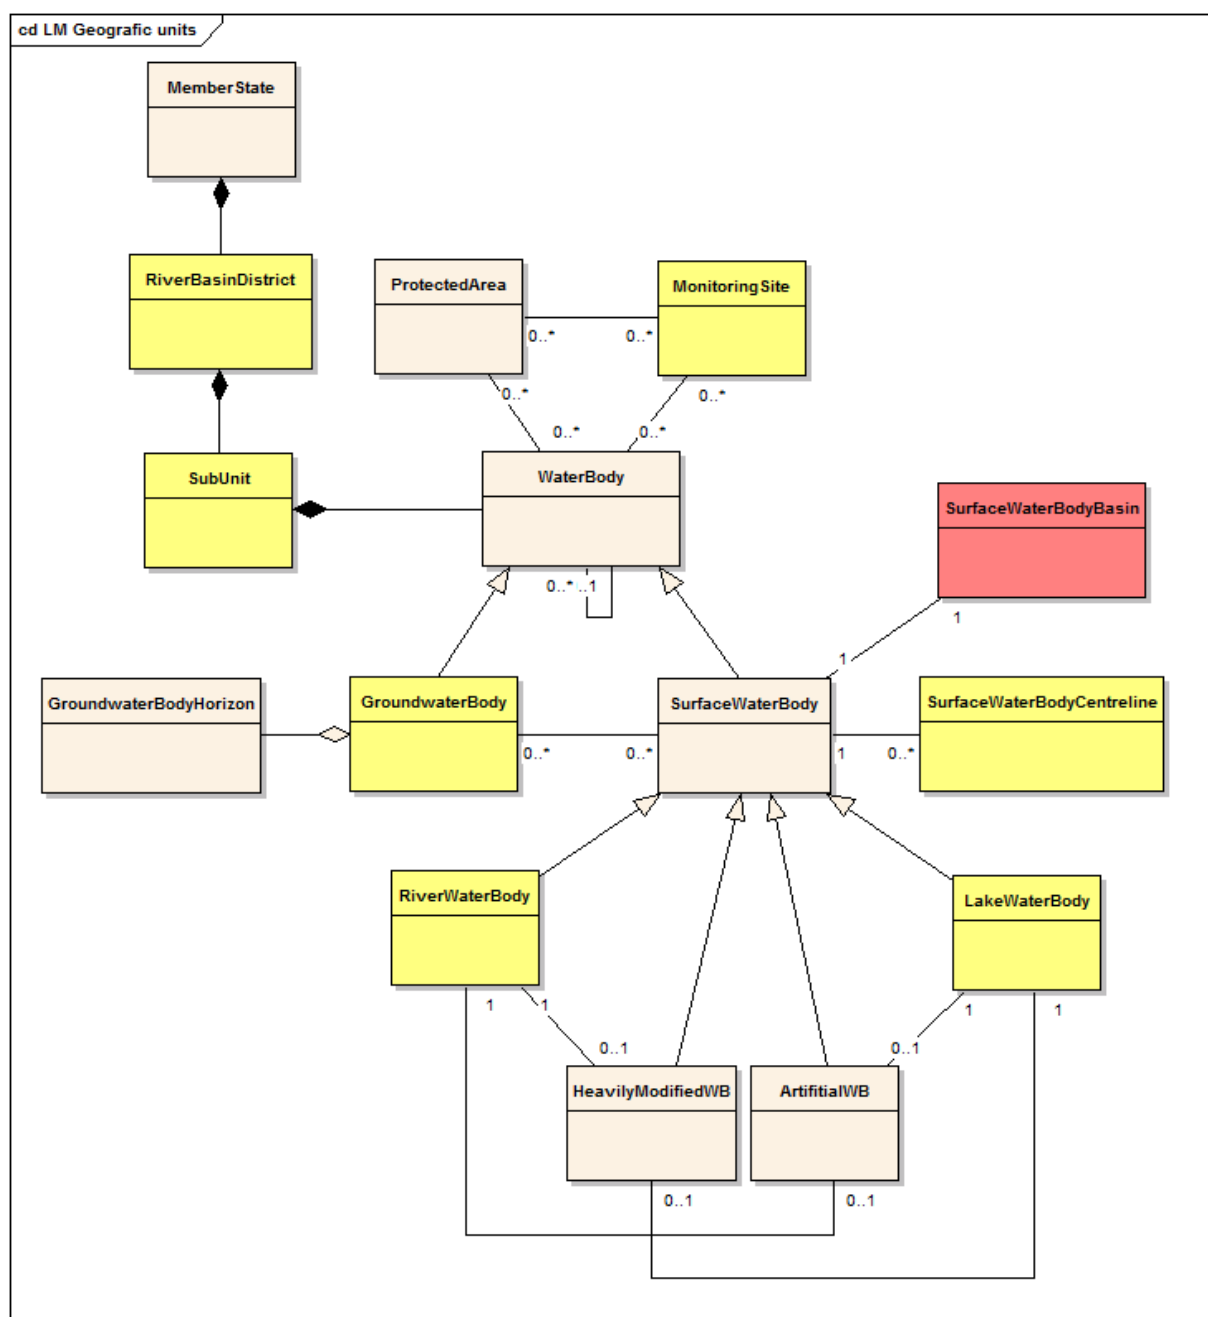 cd LM Geografic units
MemberState
RiverBasinDistrict
ProtectedArea
MonitoringSite
0..*
0..*
0..*
0..*
0..*
0..*
SubUnit
WaterBody
SurfaceWaterBodyBasin
0..*
..1
1
1
GroundwaterBodyHorizon
GroundwaterBody
SurfaceWaterBody
SurfaceWaterBodyCentreline
0..*
0..*
1
0..*
RiverWaterBody
LakeWaterBody
1
1
1
1
0..1
0..1
HeavilyModifiedWB
ArtifitialWB
0..1
0..1